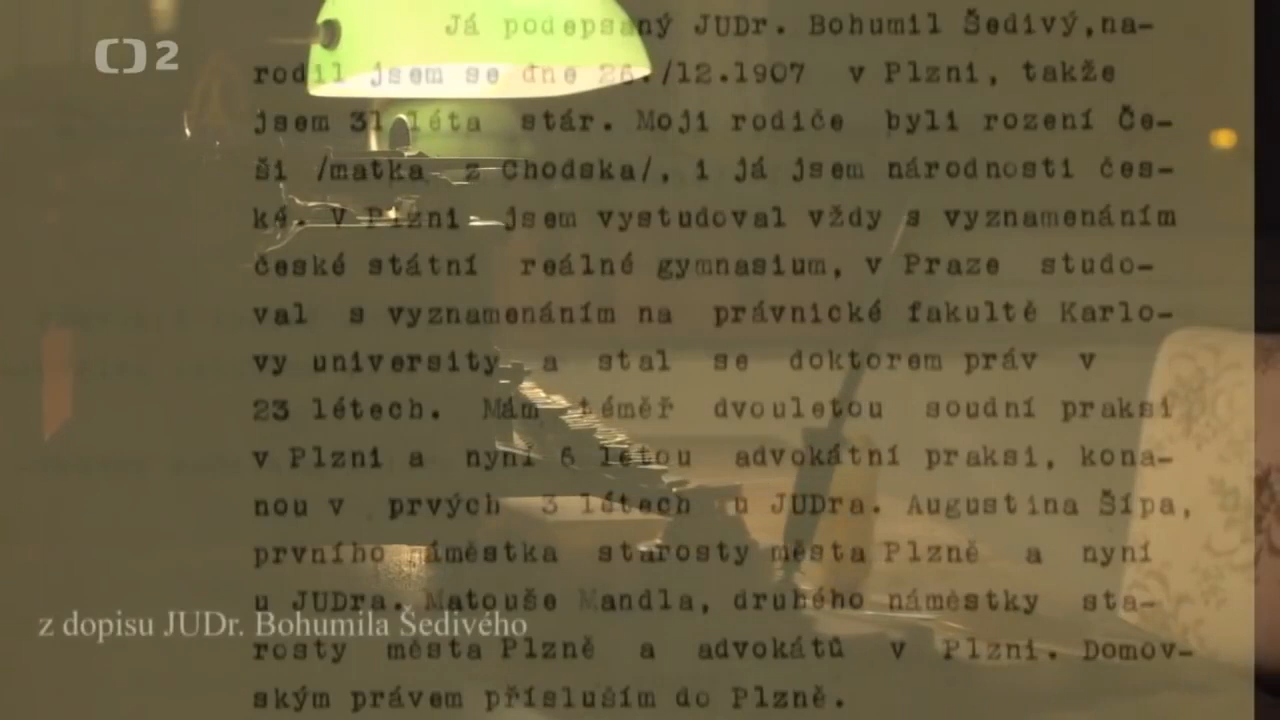 Já podepsaný JUDr. Bohumil Šedivý,na-
rodil jsem se dne 26./12.1907 v Plzni, takže
jsem 31 léta stár. Moji rodiče byli rození Če-
ši /matka z Chodska/, i já jsem národnosti čes-
ké. V Plzni jsem vystudoval vždy s vyznamenáním
české státní reálné gymnasium, v Praze studo-
val s vyznamenáním na právnické fakultě Karlo-
vy university a stal se doktorem práv v
23 létech. Mám téměř dvouletou soudní praksi
v Plzni a nyní 6 létou advokátní praksi, kona-
nou v prvých 3 létech u JUDra. Augustina Šípa,
prvního náměstka starosty města Plzně a nyní
u JUDra. Matouše Mandla, druhého náměstky sta-
rosty města Plzně a advokátů v Plzni. Domov-
ským právem přísluším do Plzně.
ČT 2
z dopisu JUDr. Bohumila Šedivého